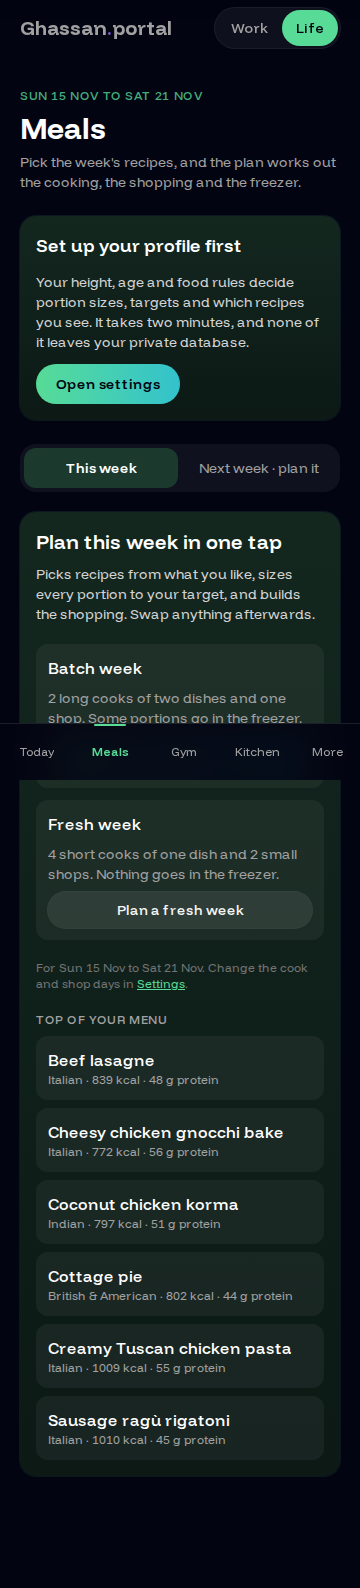 Ghassan.portal
Work
Life
SUN 15 NOV TO SAT 21 NOV
Meals
Pick the week's recipes, and the plan works out
the cooking, the shopping and the freezer.
Set up your profile first
Your height, age and food rules decide
portion sizes, targets and which recipes
you see. It takes two minutes, and none of
it leaves your private database.
Open settings
This week
Next week · plan it
Plan this week in one tap
Picks recipes from what you like, sizes
every portion to your target, and builds
the shopping. Swap anything afterwards.
Batch week
2 long cooks of two dishes and one
shop. Some portions go in the freezer.
Today
Meals
Gym
Kitchen
More
Fresh week
4 short cooks of one dish and 2 small
shops. Nothing goes in the freezer.
Plan a fresh week
For Sun 15 Nov to Sat 21 Nov. Change the cook
and shop days in Settings.
TOP OF YOUR MENU
Beef lasagne
Italian · 839 kcal · 48 g protein
Cheesy chicken gnocchi bake
Italian · 772 kcal · 56 g protein
Coconut chicken korma
Indian · 797 kcal · 51 g protein
Cottage pie
British & American · 802 kcal · 44 g protein
Creamy Tuscan chicken pasta
Italian · 1009 kcal · 55 g protein
Sausage ragù rigatoni
Italian · 1010 kcal · 45 g protein